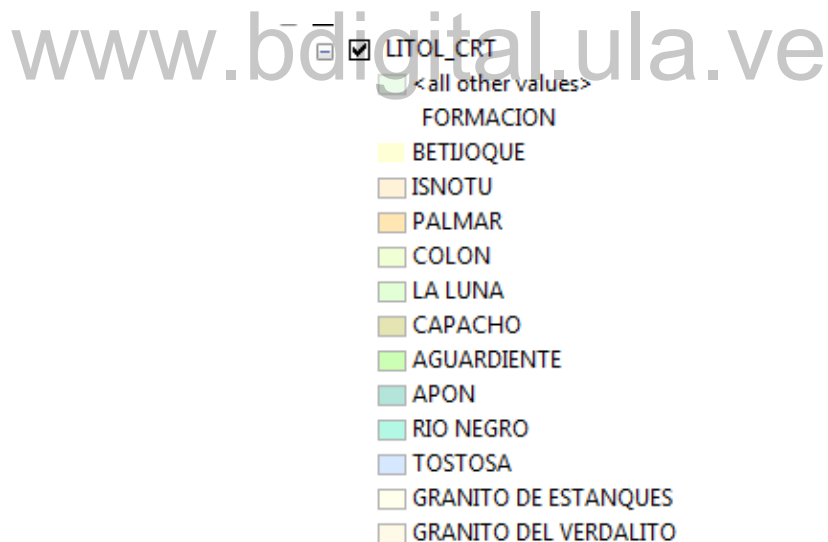 www.bdigital.ula.ve
LITOL_CRT
<all other values>
FORMACION
BETIJOQUE
ISNOTU
PALMAR
COLON
LA LUNA
CAPACHO
AGUARDIENTE
APON
RIO NEGRO
TOSTOSA
GRANITO DE ESTANQUES
GRANITO DEL VERDALITO